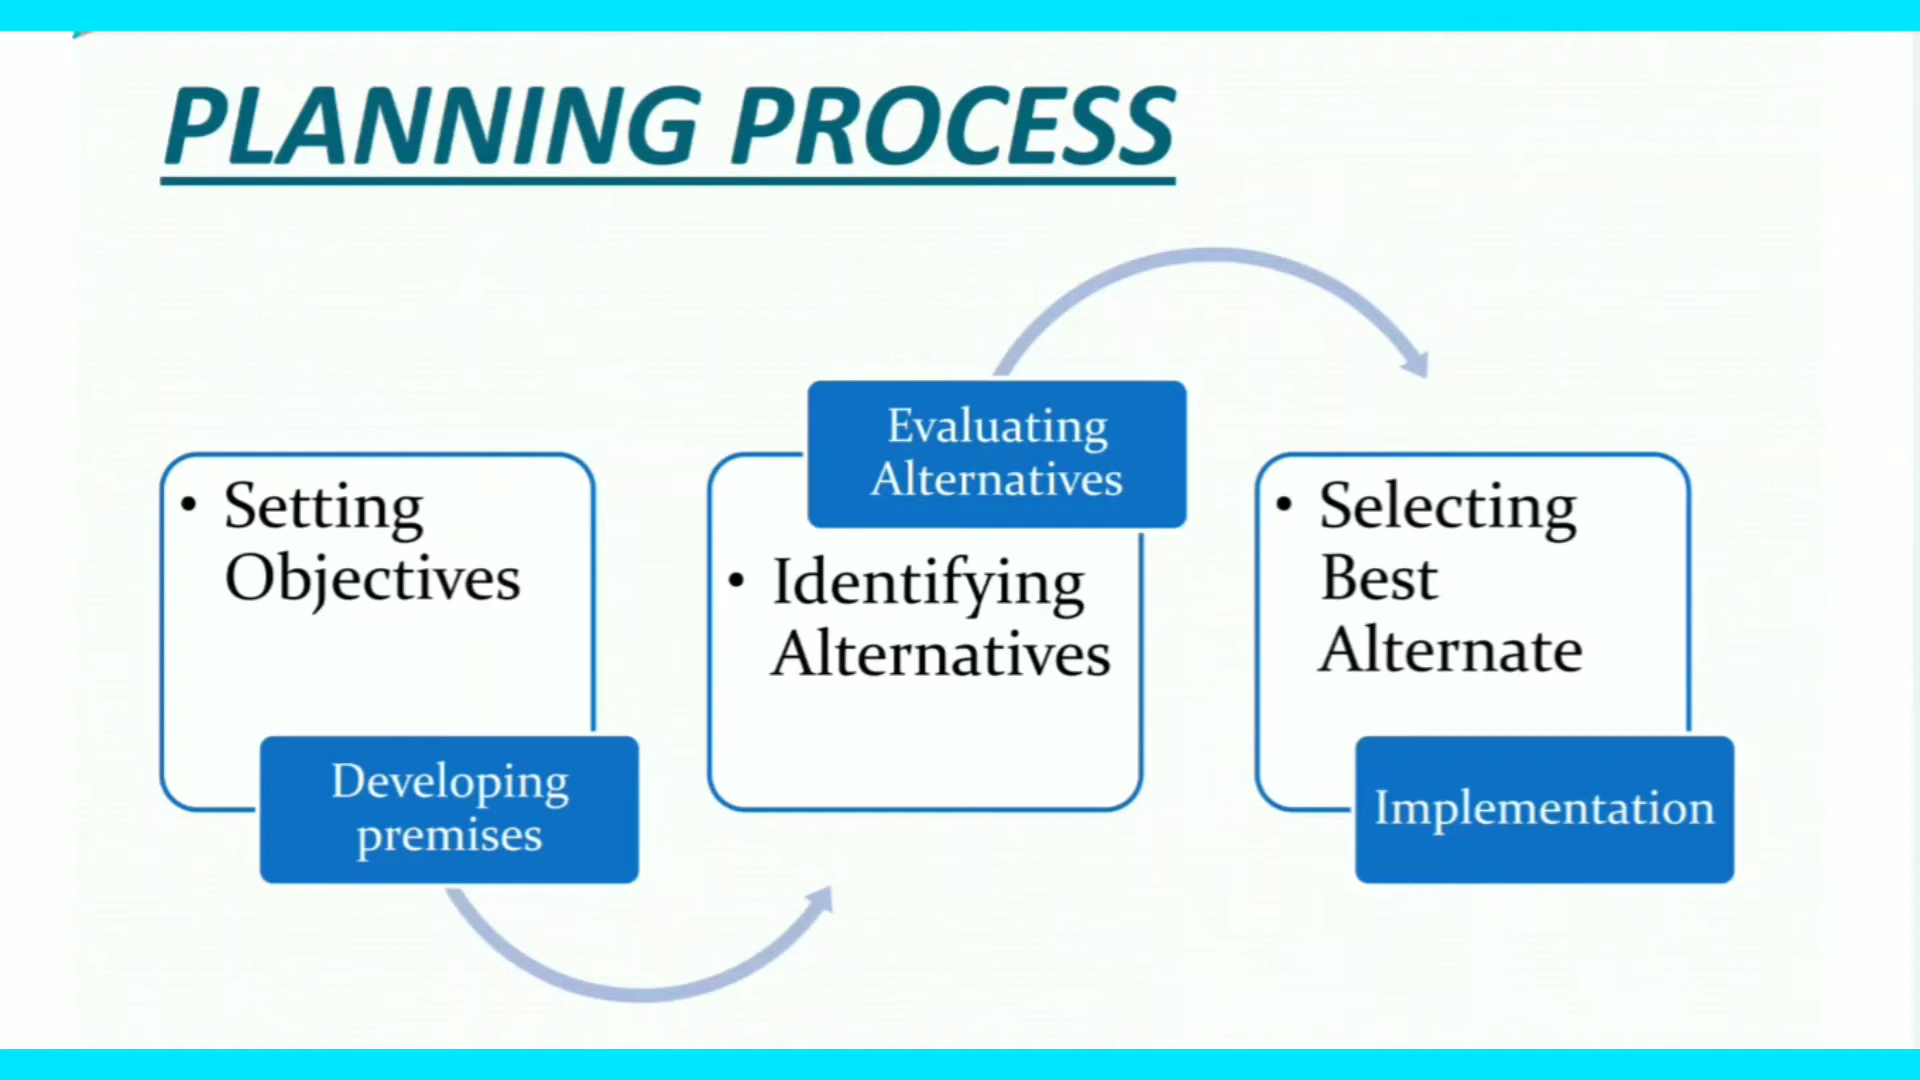 PLANNING PROCESS
• Setting
Objectives
Developing
premises
Evaluating
Alternatives
• Identifying
Alternatives
• Selecting
Best
Alternate
Implementation